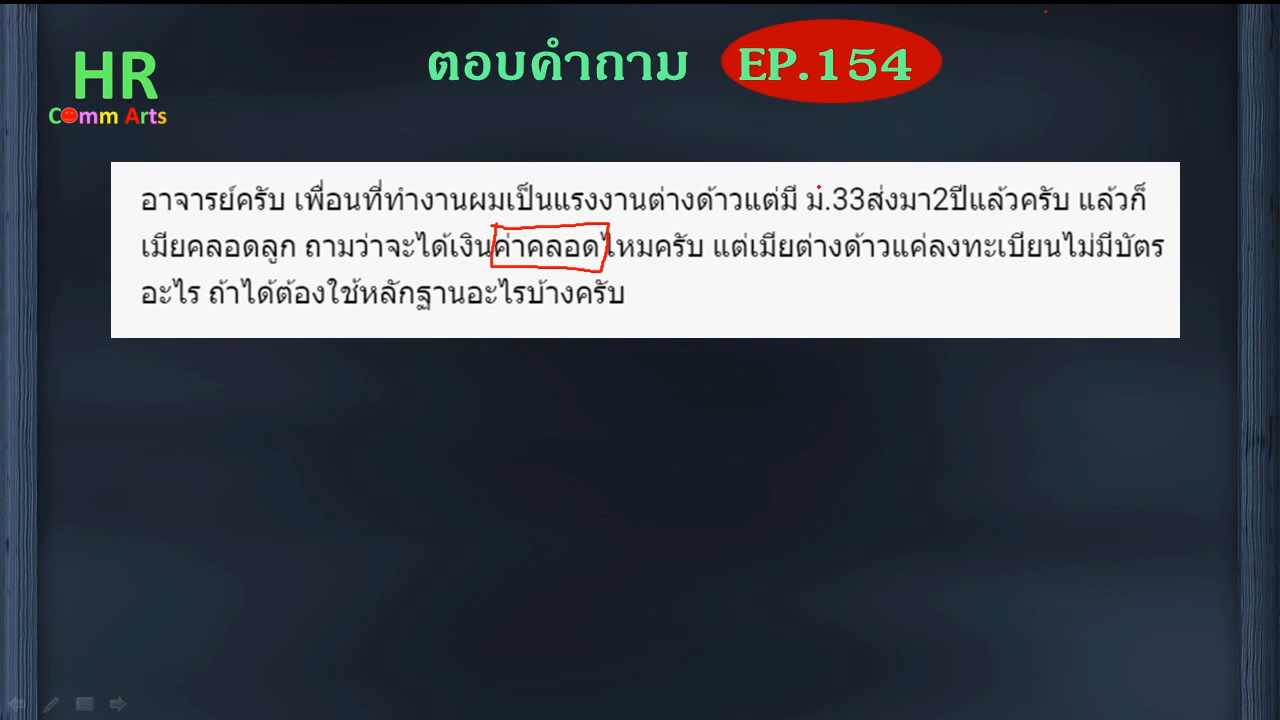 HR
Comm Arts
ตอบคำถาม EP.154
อาจารย์ครับ เพื่อนที่ทำงานผมเป็นแรงงานต่างด้าวแต่มี ม.33ส่งมา2ปีแล้วครับ แล้วก็
เมียคลอดลูก ถามว่าจะได้เงินค่าคลอดไหมครับ แต่เมียต่างด้าวแค่ลงทะเบียนไม่มีบัตร
อะไร ถ้าได้ต้องใช้หลักฐานอะไรบ้างครับ